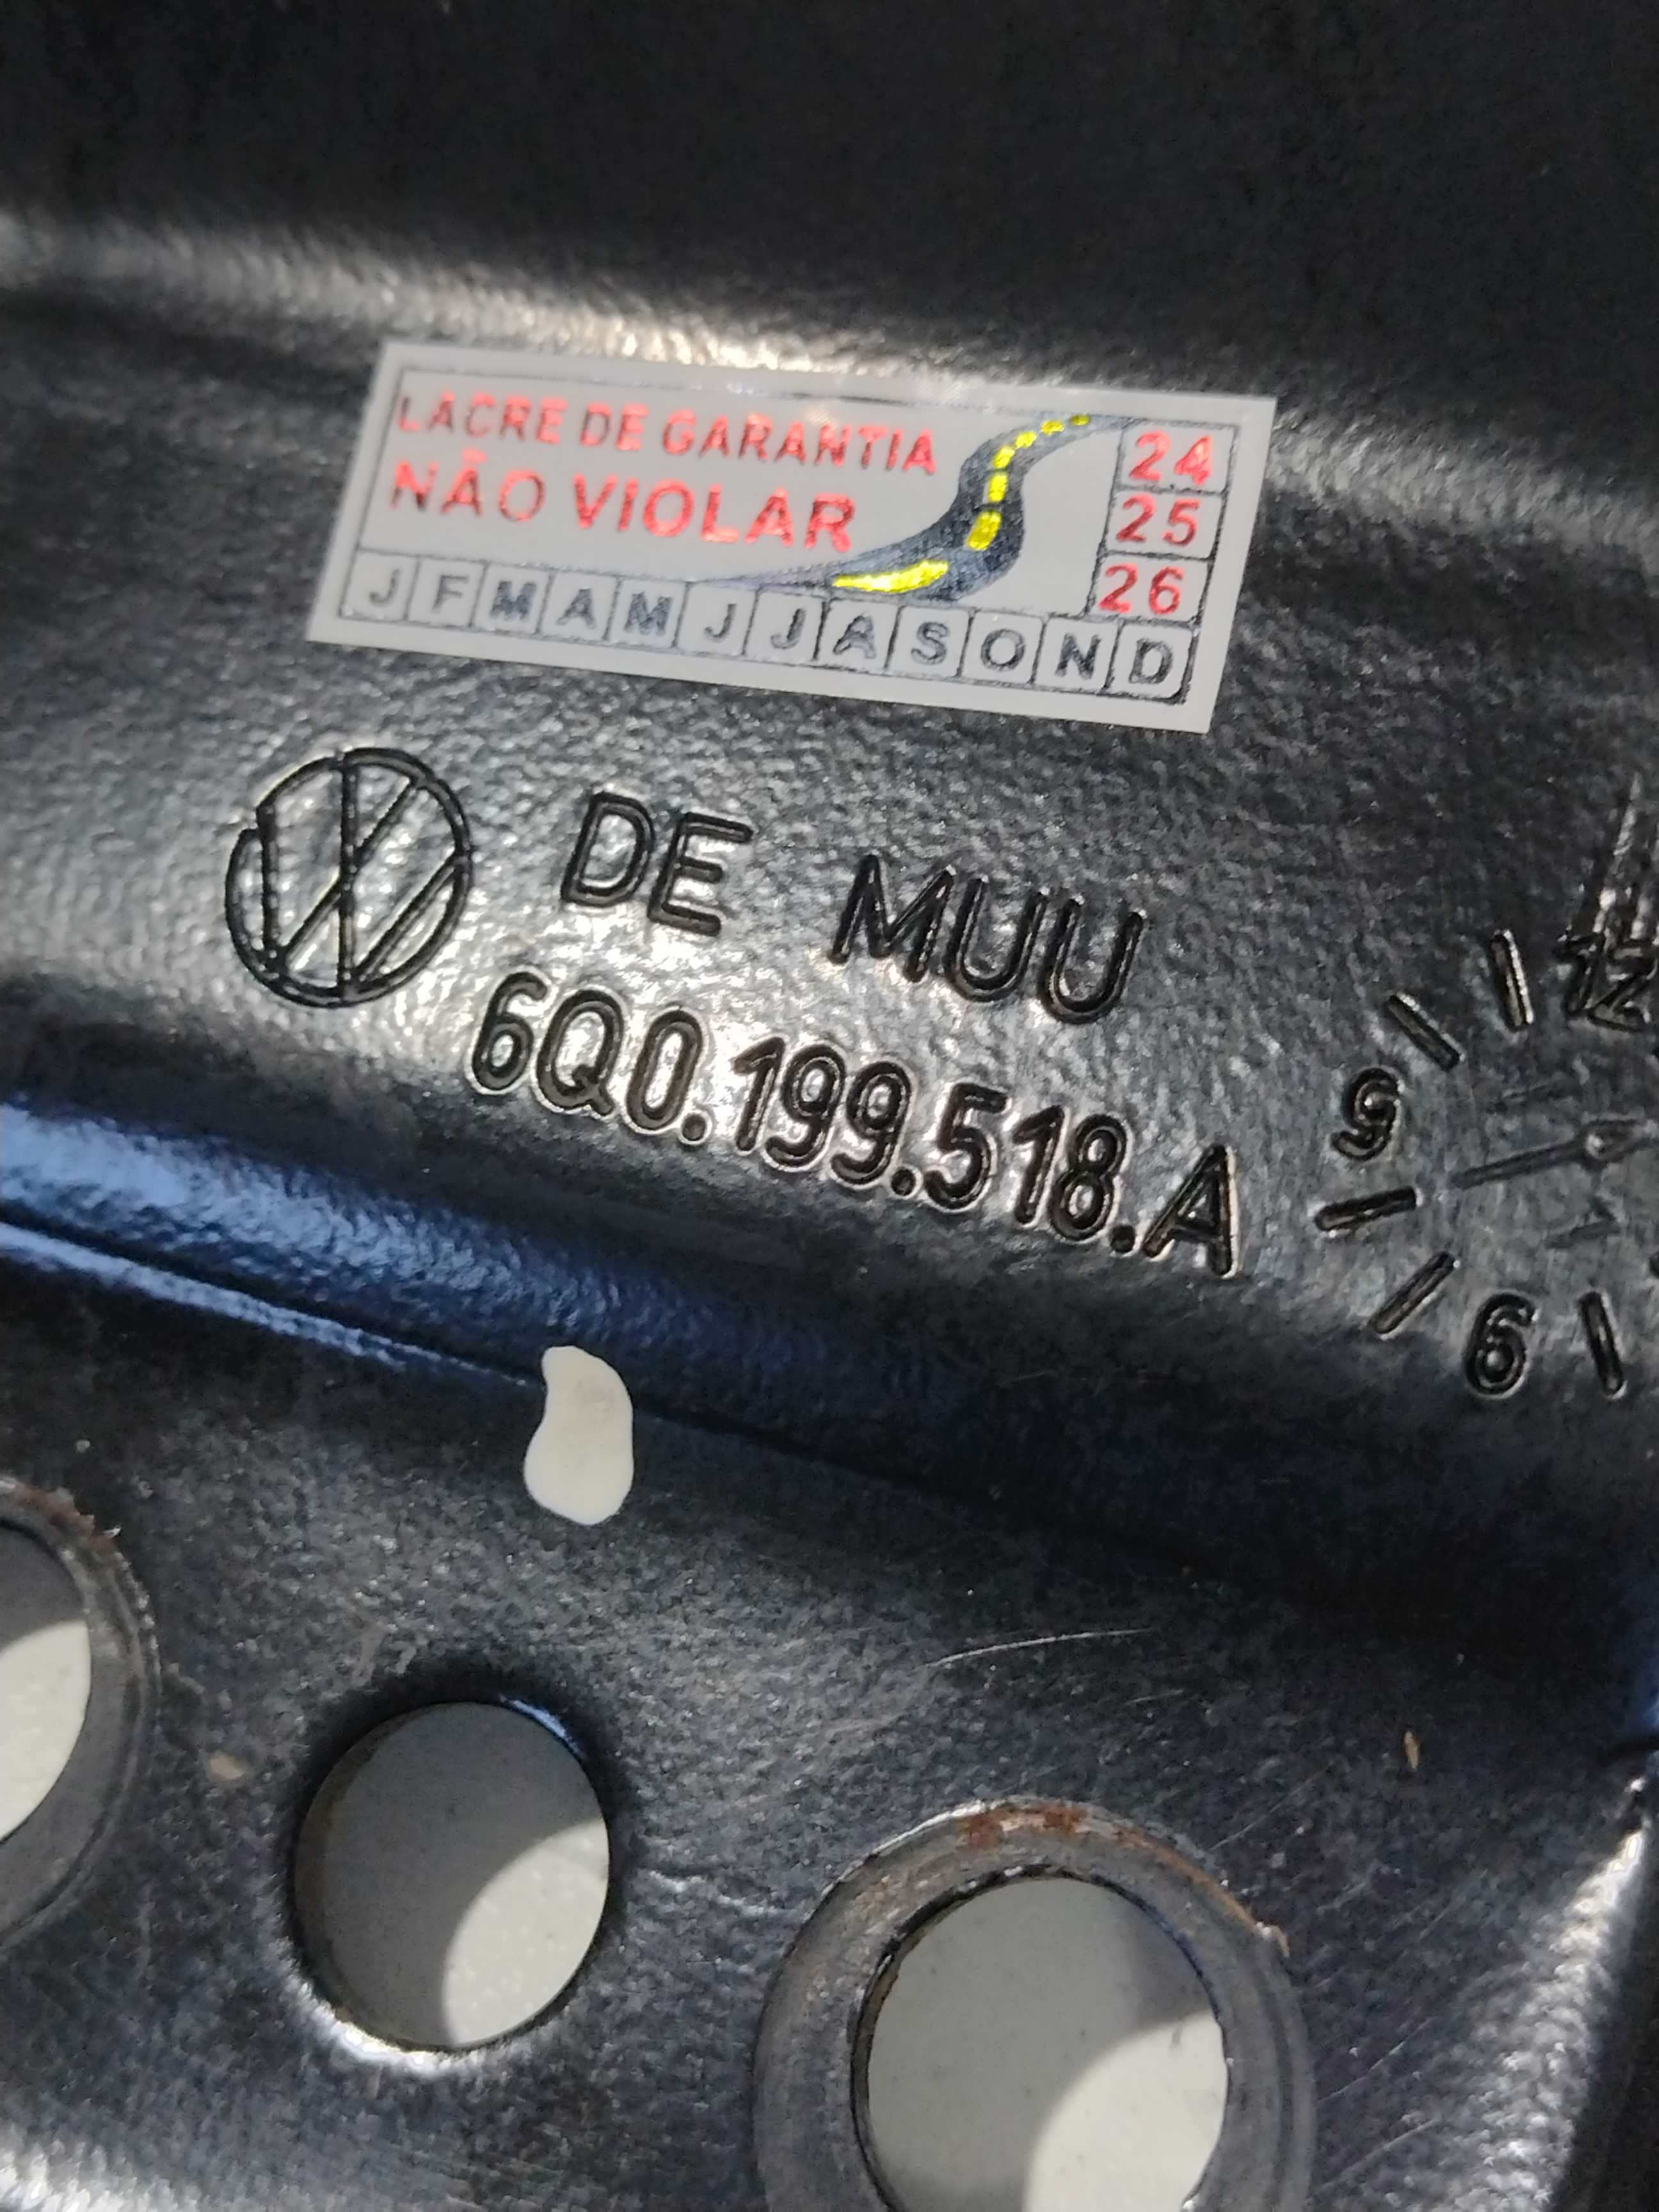 LACRE DE GARANTIA
NÃO VIOLAR
24
25
26
J F M A M J J A S O N D
DE MUU
6Q0.199.518.A
12
9
6